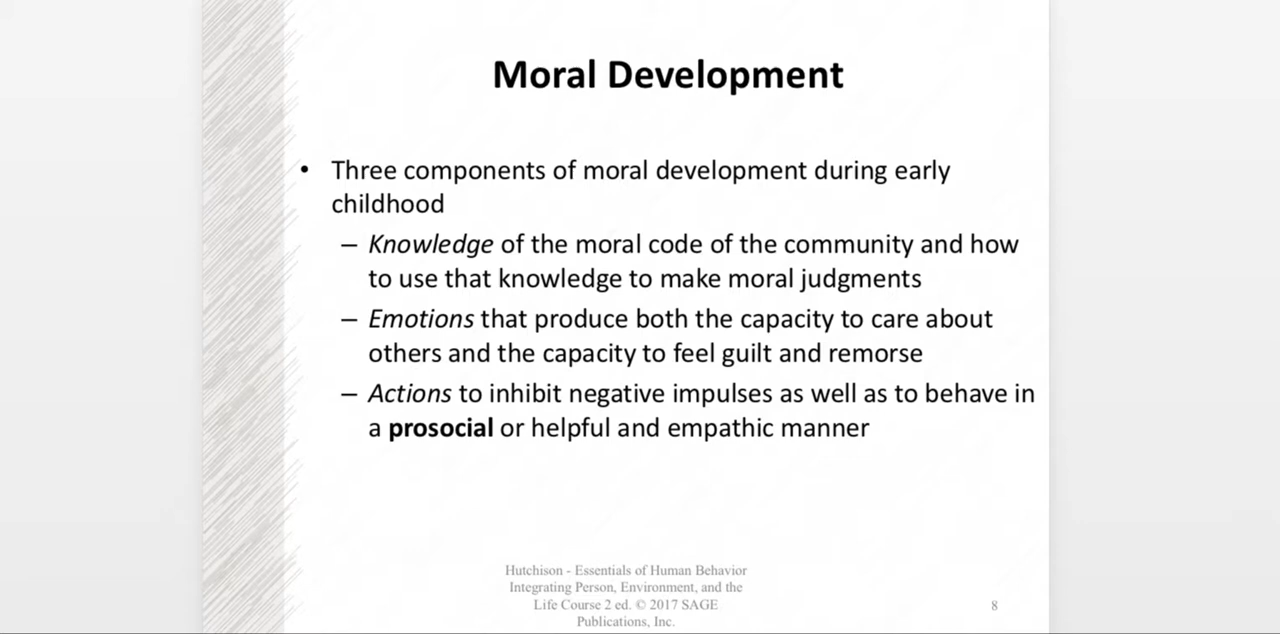 Moral Development
• Three components of moral development during early
childhood
– Knowledge of the moral code of the community and how
to use that knowledge to make moral judgments
– Emotions that produce both the capacity to care about
others and the capacity to feel guilt and remorse
– Actions to inhibit negative impulses as well as to behave in
a prosocial or helpful and empathic manner
Hutchison - Essentials of Human Behavior
Integrating Person, Environment, and the
Life Course 2 ed. © 2017 SAGE
Publications, Inc.
8